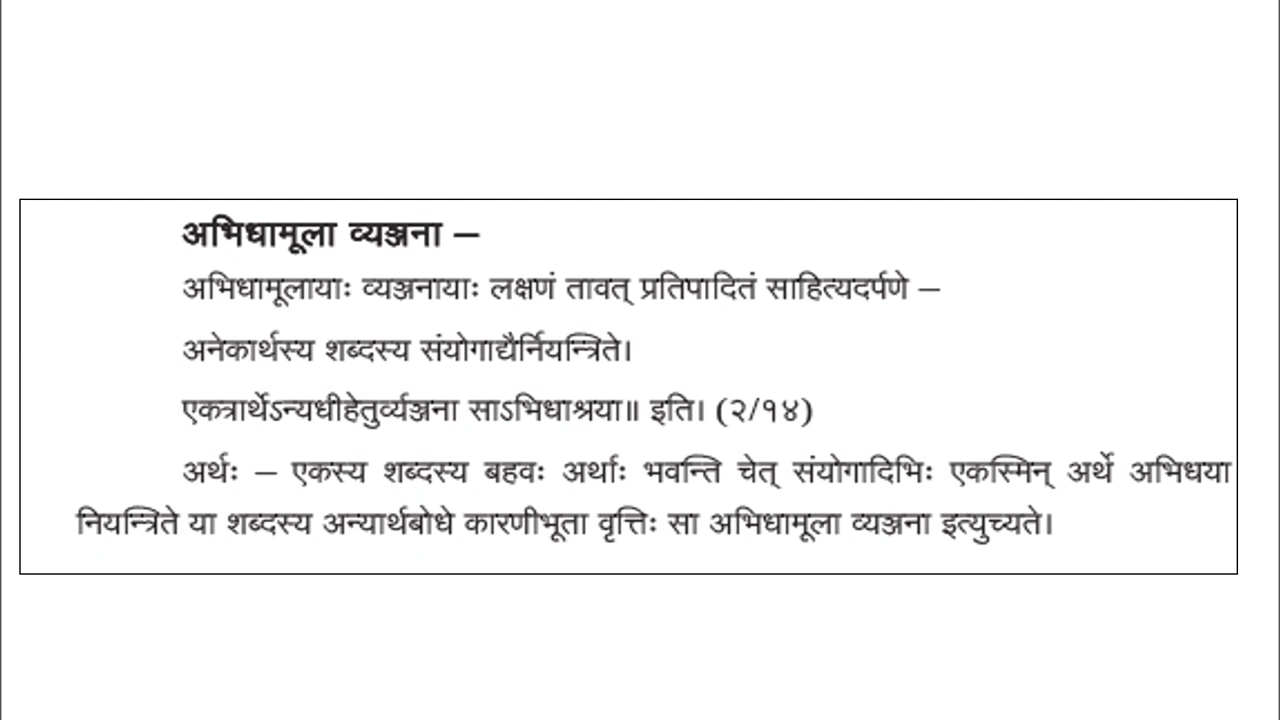 अभिधामूला व्यञ्जना –
अभिधामूलायाः व्यञ्जनायाः लक्षणं तावत् प्रतिपादितं साहित्यदर्पणे –
अनेकार्थस्य शब्दस्य संयोगाद्यैर्नियन्त्रिते।
एकत्रार्थेऽन्यधीहेतुर्व्यञ्जना साऽभिधाश्रया॥ इति। (२/१४)
अर्थः – एकस्य शब्दस्य बहवः अर्थाः भवन्ति चेत् संयोगादिभिः एकस्मिन् अर्थे अभिधया
नियन्त्रिते या शब्दस्य अन्यार्थबोधे कारणीभूता वृत्तिः सा अभिधामूला व्यञ्जना इत्युच्यते।